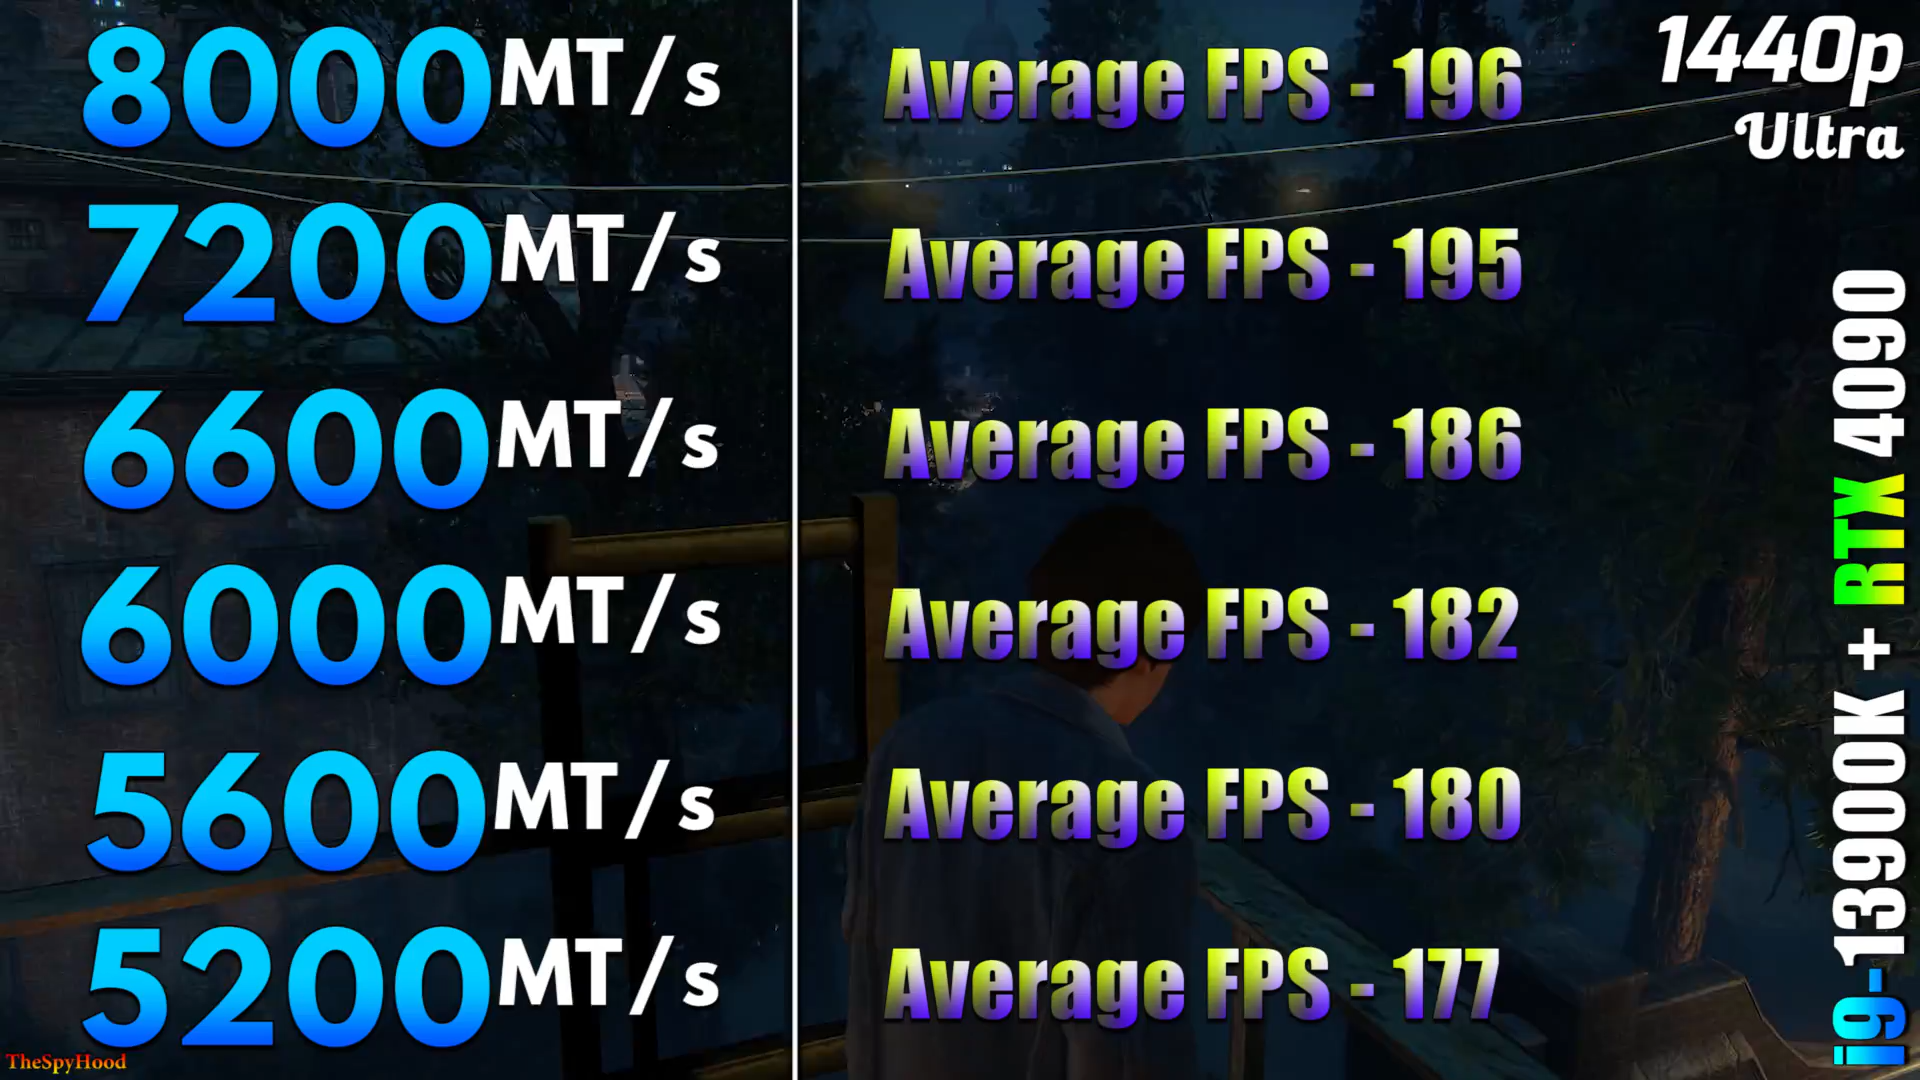 8000MT/s Average FPS - 196
7200MT/s Average FPS - 195
6600MT/s Average FPS - 186
6000MT/s Average FPS - 182
5600MT/s Average FPS - 180
5200MT/s Average FPS - 177
1440p
Ultra
i9-13900K + RTX 4090
TheSpyHood